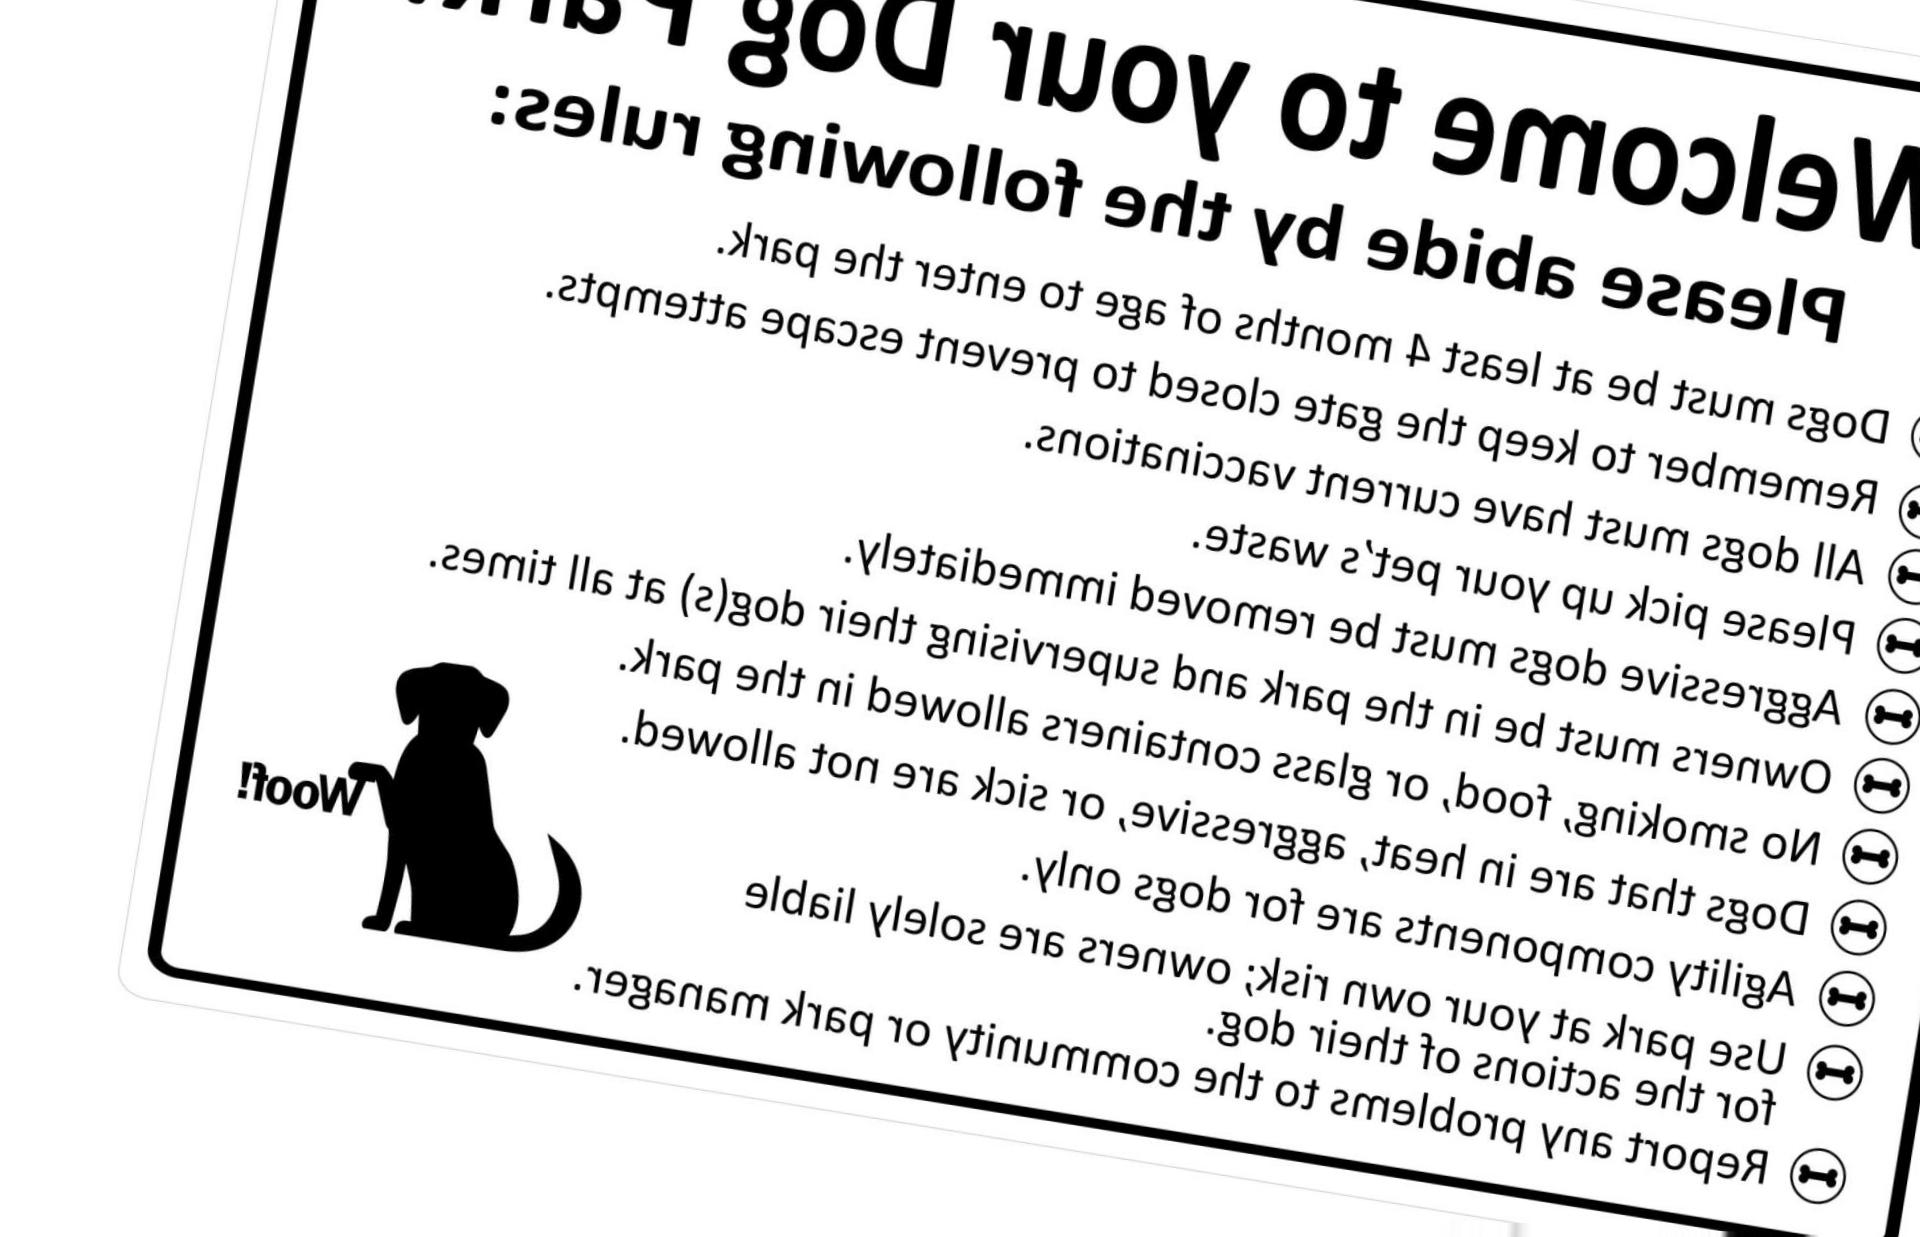 Welcome to your Dog Park!
Please abide by the following rules:
Dogs must be at least 4 months of age to enter the park.
Remember to keep the gate closed to prevent escape attempts.
All dogs must have current vaccinations.
Please pick up your pet's waste.
Aggressive dogs must be removed immediately.
Owners must be in the park and supervising their dog(s) at all times.
No smoking, food, or glass containers allowed in the park.
Dogs that are in heat, aggressive, or sick are not allowed.
Agility components are for dogs only.
Use park at your own risk; owners are solely liable
for the actions of their dog.
Report any problems to the community or park manager.
Woof!